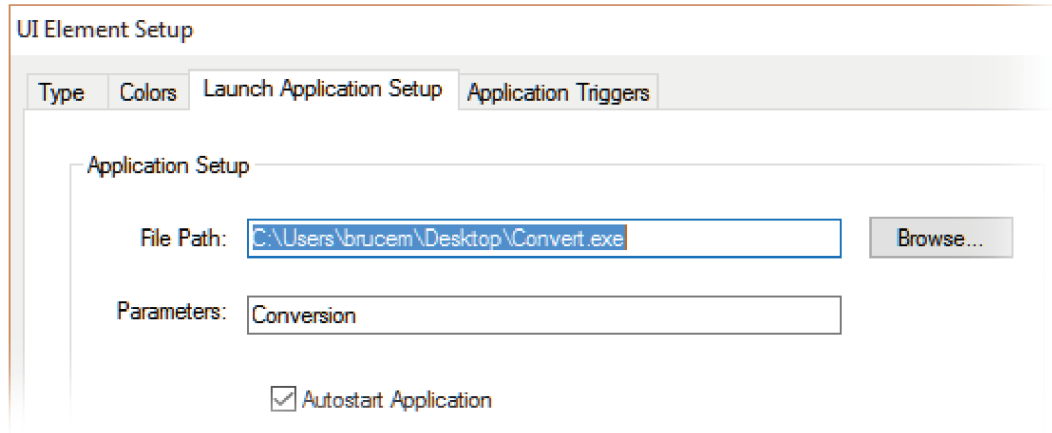 UI Element Setup
Type Colors Launch Application Setup Application Triggers
Application Setup
File Path: C:\Users\brucem\Desktop\Convert.exe Browse...
Parameters: Conversion
Autostart Application